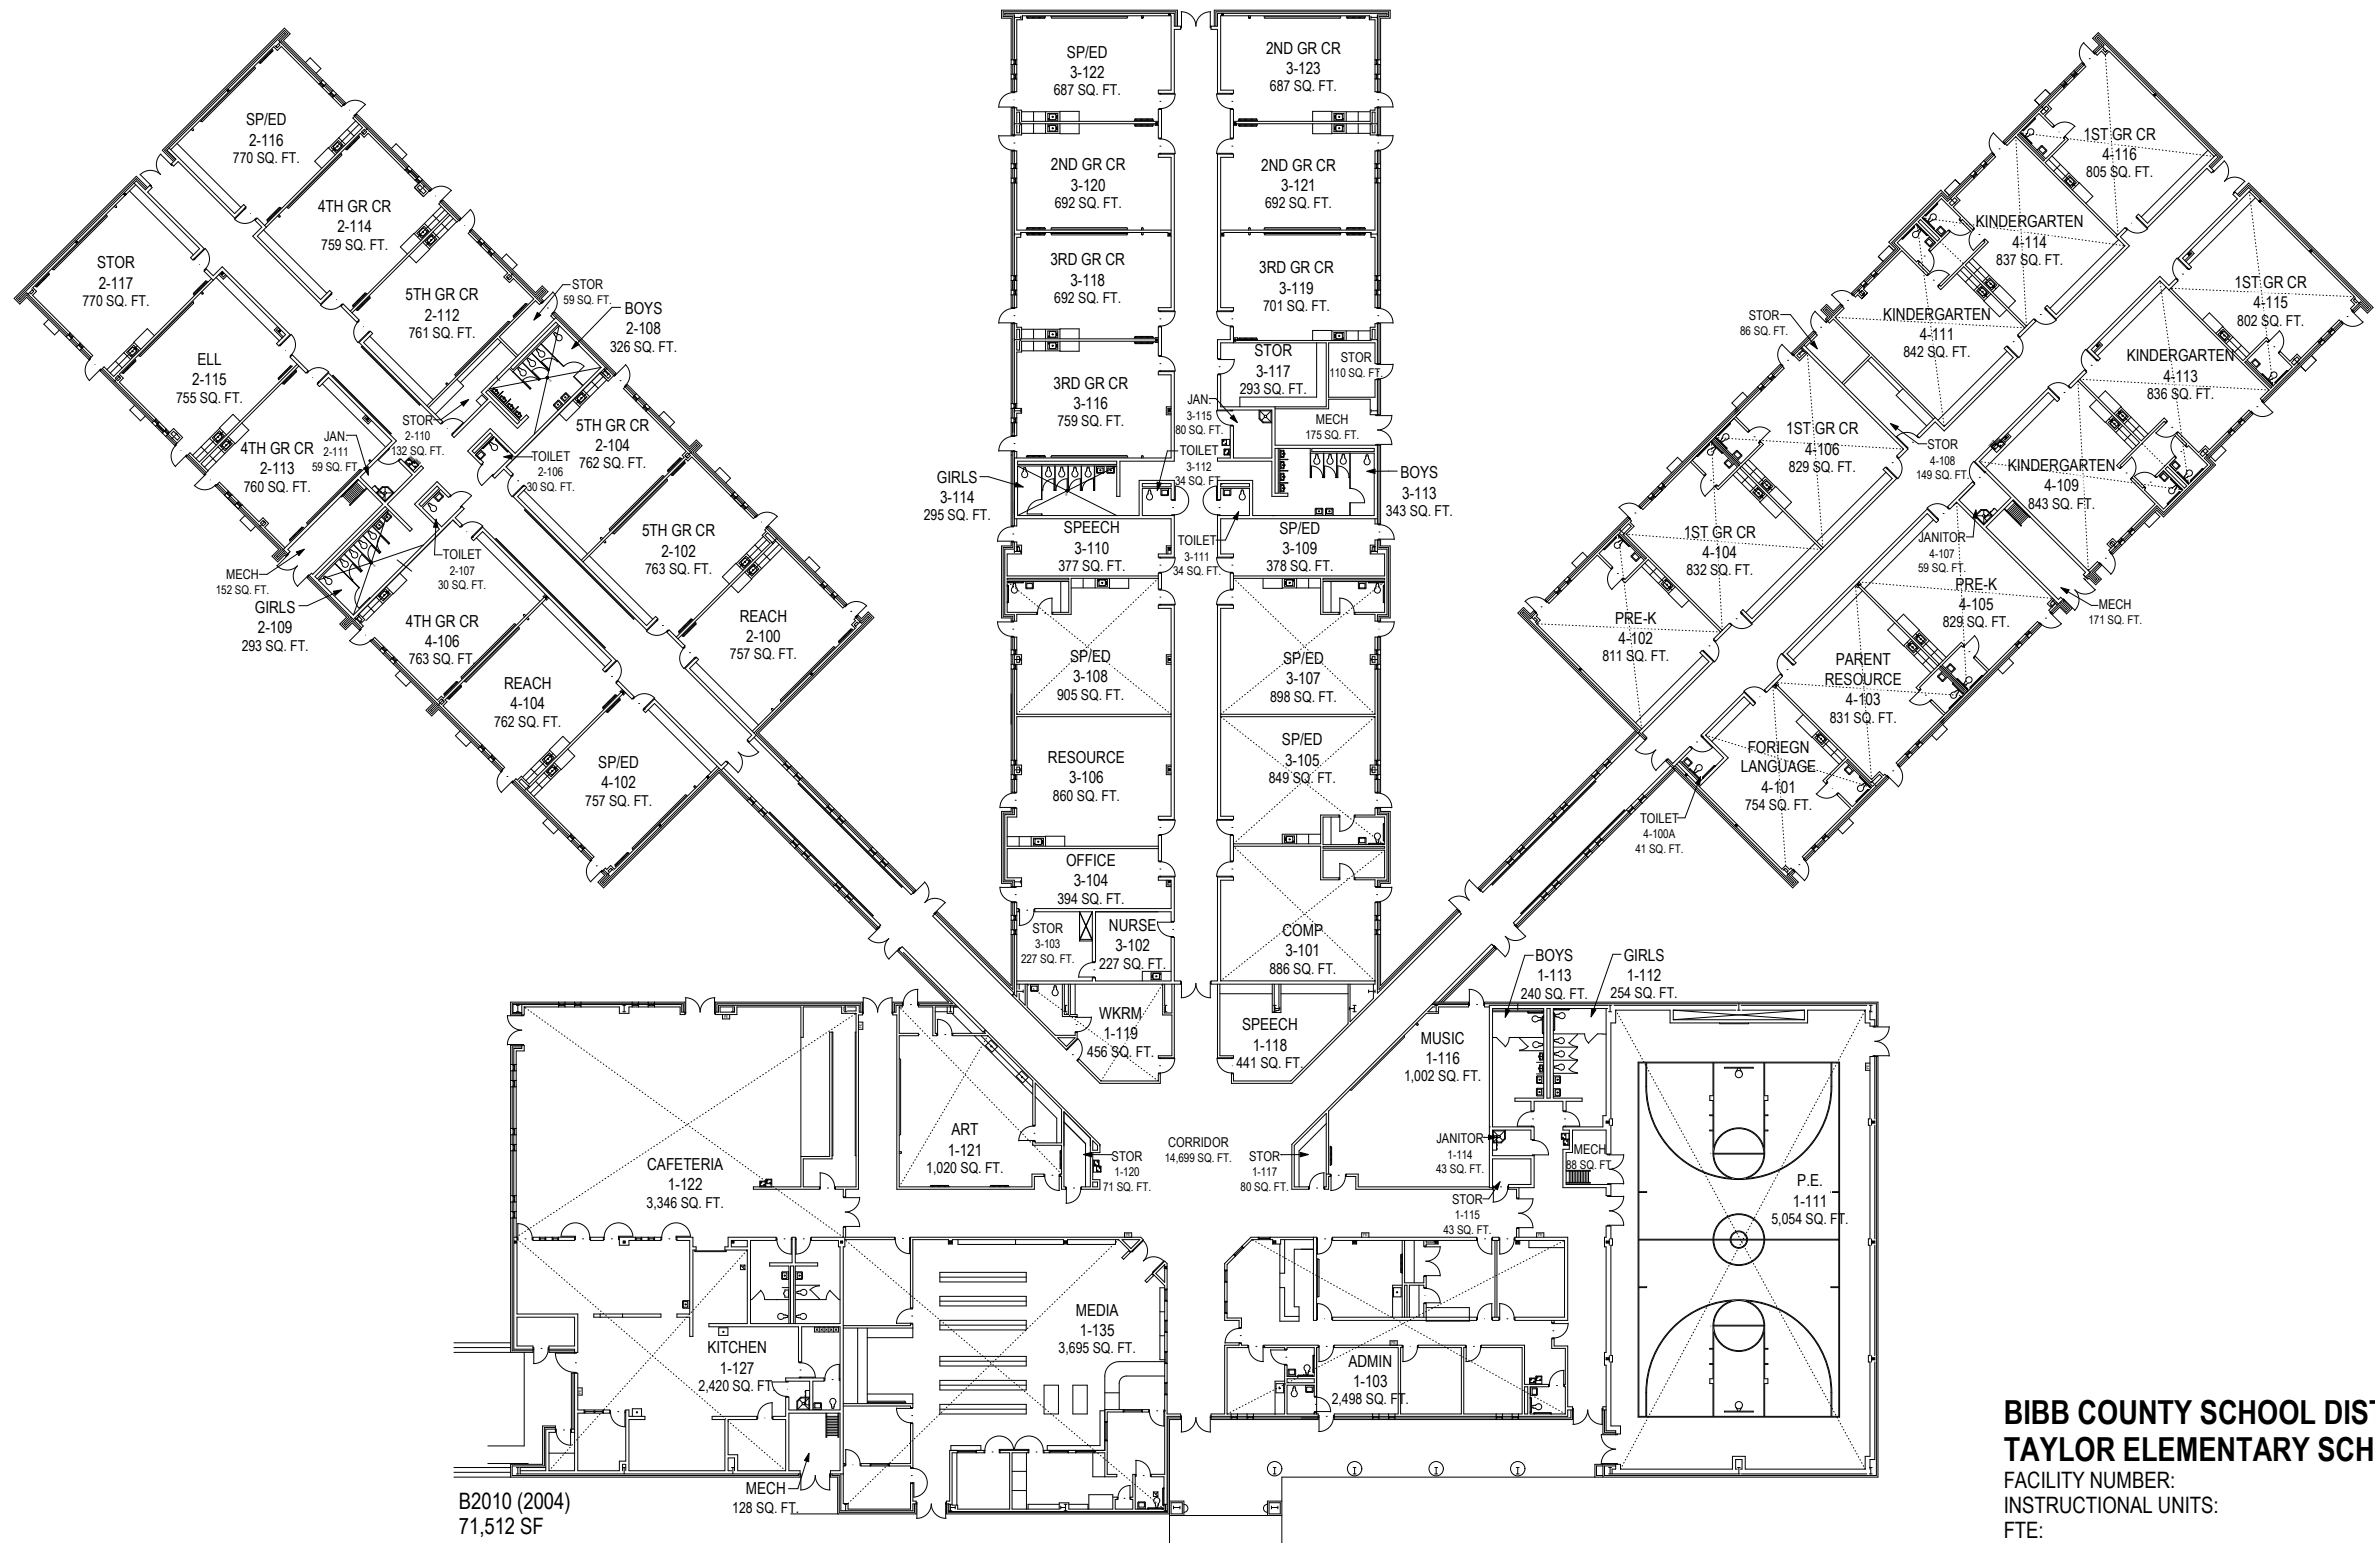 SP/ED
2-116
770 SQ. FT.
4TH GR CR
2-114
759 SQ. FT.
STOR
2-117
770 SQ. FT.
5TH GR CR
2-112
761 SQ. FT.
STOR
59 SQ. FT.
BOYS
2-108
326 SQ. FT.
ELL
2-115
755 SQ. FT.
STOR
2-110
132 SQ. FT.
JAN.
2-111
59 SQ. FT.
4TH GR CR
2-113
760 SQ. FT.
5TH GR CR
2-104
762 SQ. FT.
TOILET
2-106
30 SQ. FT.
5TH GR CR
2-102
763 SQ. FT.
TOILET
2-107
30 SQ. FT.
MECH
152 SQ. FT.
GIRLS
2-109
293 SQ. FT.
4TH GR CR
4-106
763 SQ. FT.
REACH
2-100
757 SQ. FT.
REACH
4-104
762 SQ. FT.
SP/ED
4-102
757 SQ. FT.
SP/ED
3-122
687 SQ. FT.
2ND GR CR
3-123
687 SQ. FT.
2ND GR CR
3-120
692 SQ. FT.
2ND GR CR
3-121
692 SQ. FT.
3RD GR CR
3-118
692 SQ. FT.
3RD GR CR
3-119
701 SQ. FT.
3RD GR CR
3-116
759 SQ. FT.
STOR
3-117
293 SQ. FT.
STOR
110 SQ. FT.
JAN.
3-115
80 SQ. FT.
MECH
175 SQ. FT.
TOILET
3-112
34 SQ. FT.
GIRLS
3-114
295 SQ. FT.
BOYS
3-113
343 SQ. FT.
SPEECH
3-110
377 SQ. FT.
TOILET
3-111
34 SQ. FT.
SP/ED
3-109
378 SQ. FT.
SP/ED
3-108
905 SQ. FT.
SP/ED
3-107
898 SQ. FT.
RESOURCE
3-106
860 SQ. FT.
SP/ED
3-105
849 SQ. FT.
OFFICE
3-104
394 SQ. FT.
STOR
3-103
227 SQ. FT.
NURSE
3-102
227 SQ. FT.
COMP
3-101
886 SQ. FT.
1ST GR CR
4-116
805 SQ. FT.
KINDERGARTEN
4-114
837 SQ. FT.
1ST GR CR
4-115
802 SQ. FT.
STOR
86 SQ. FT.
KINDERGARTEN
4-111
842 SQ. FT.
KINDERGARTEN
4-113
836 SQ. FT.
1ST GR CR
4-106
829 SQ. FT.
STOR
4-108
149 SQ. FT.
KINDERGARTEN
4-109
843 SQ. FT.
1ST GR CR
4-104
832 SQ. FT.
JANITOR
4-107
59 SQ. FT.
PRE-K
4-105
829 SQ. FT.
MECH
171 SQ. FT.
PRE-K
4-102
811 SQ. FT.
PARENT
RESOURCE
4-103
831 SQ. FT.
FORIEGN
LANGUAGE
4-101
754 SQ. FT.
TOILET
4-100A
41 SQ. FT.
WKRM
1-119
456 SQ. FT.
SPEECH
1-118
441 SQ. FT.
MUSIC
1-116
1,002 SQ. FT.
BOYS
1-113
240 SQ. FT.
GIRLS
1-112
254 SQ. FT.
CAFETERIA
1-122
3,346 SQ. FT.
ART
1-121
1,020 SQ. FT.
STOR
1-120
71 SQ. FT.
CORRIDOR
14,699 SQ. FT.
STOR
1-117
80 SQ. FT.
JANITOR
1-114
43 SQ. FT.
MECH
88 SQ. FT.
STOR
1-115
43 SQ. FT.
P.E.
1-111
5,054 SQ. FT.
KITCHEN
1-127
2,420 SQ. FT.
MEDIA
1-135
3,695 SQ. FT.
ADMIN
1-103
2,498 SQ. FT.
MECH
128 SQ. FT.
B2010 (2004)
71,512 SF
BIBB COUNTY SCHOOL DIS
TAYLOR ELEMENTARY SCH
FACILITY NUMBER:
INSTRUCTIONAL UNITS:
FTE: